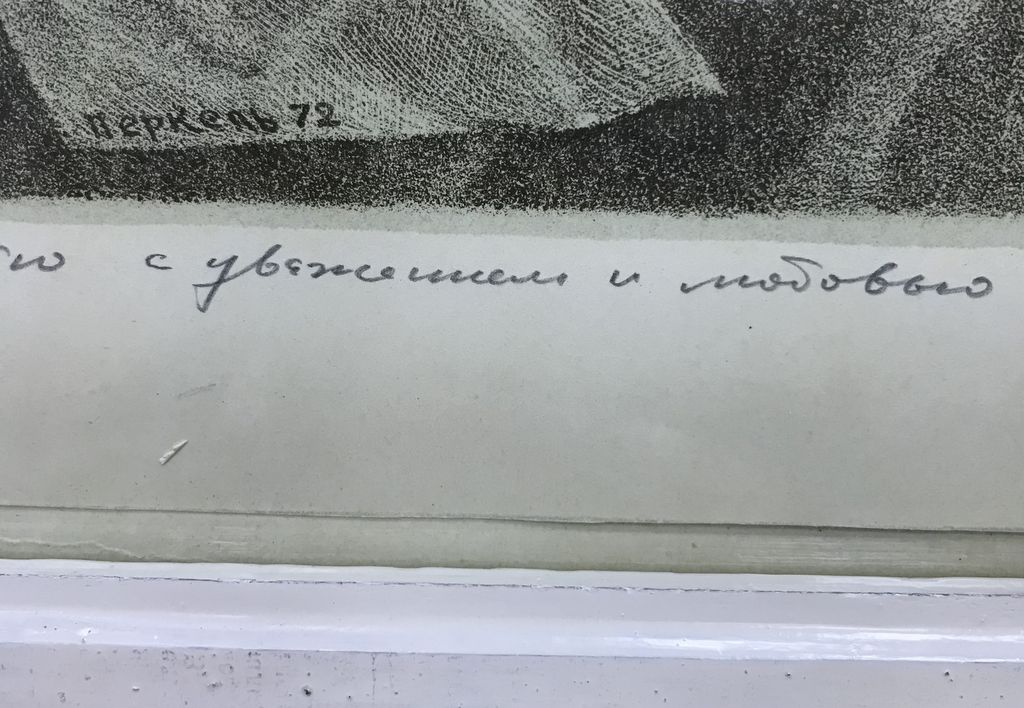 Перкель 72
с уважением и любовью